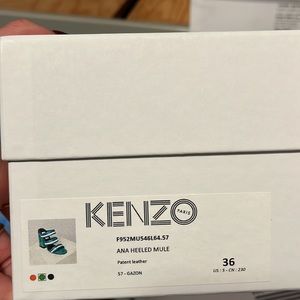 KENZO
PARIS
F952MU546L64.57
ANA HEELED MULE
Patent leather
57 - GAZON
36
US : 5 - CN : 230